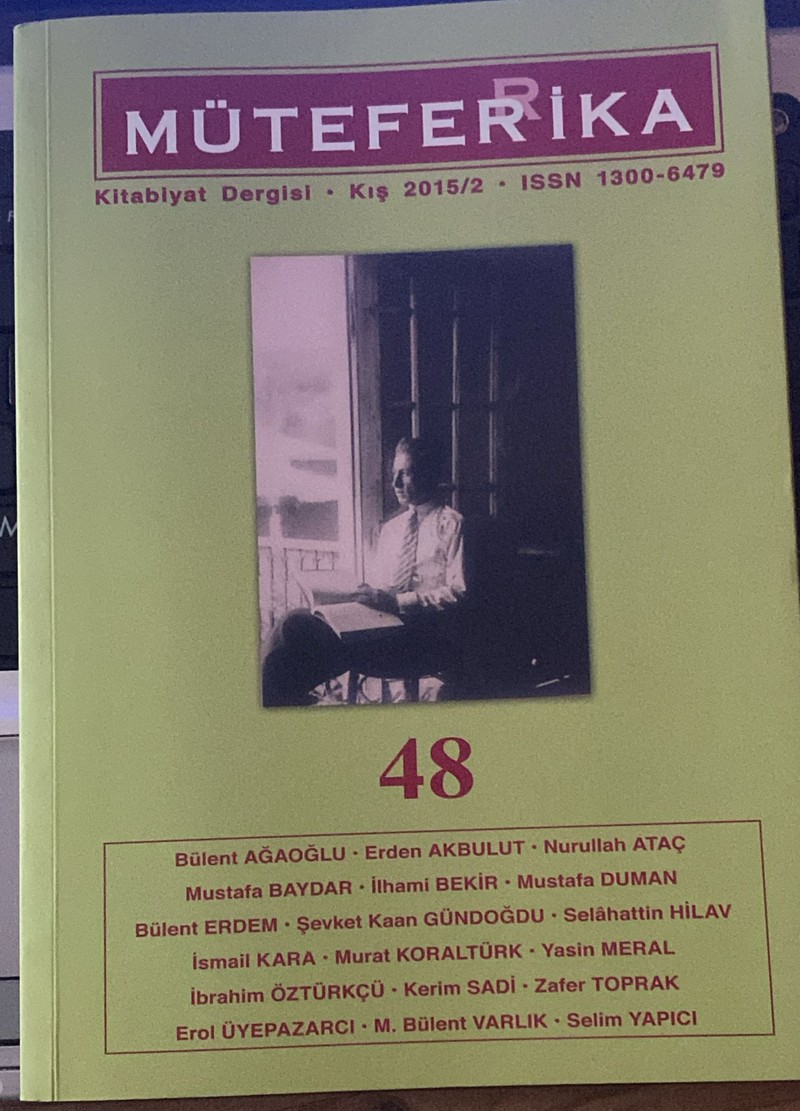 MÜTEFERRİKA
Kitabiyat Dergisi • Kış 2015/2 • ISSN 1300-6479
48
Bülent AĞAOĞLU • Erden AKBULUT • Nurullah ATAÇ
Mustafa BAYDAR • İlhami BEKİR • Mustafa DUMAN
Bülent ERDEM • Şevket Kaan GÜNDOĞDU • Selâhattin HİLAV
İsmail KARA • Murat KORALTÜRK • Yasin MERAL
İbrahim ÖZTÜRKÇÜ • Kerim SADİ • Zafer TOPRAK
Erol ÜYEPAZARCI • M. Bülent VARLIK • Selim YAPICI